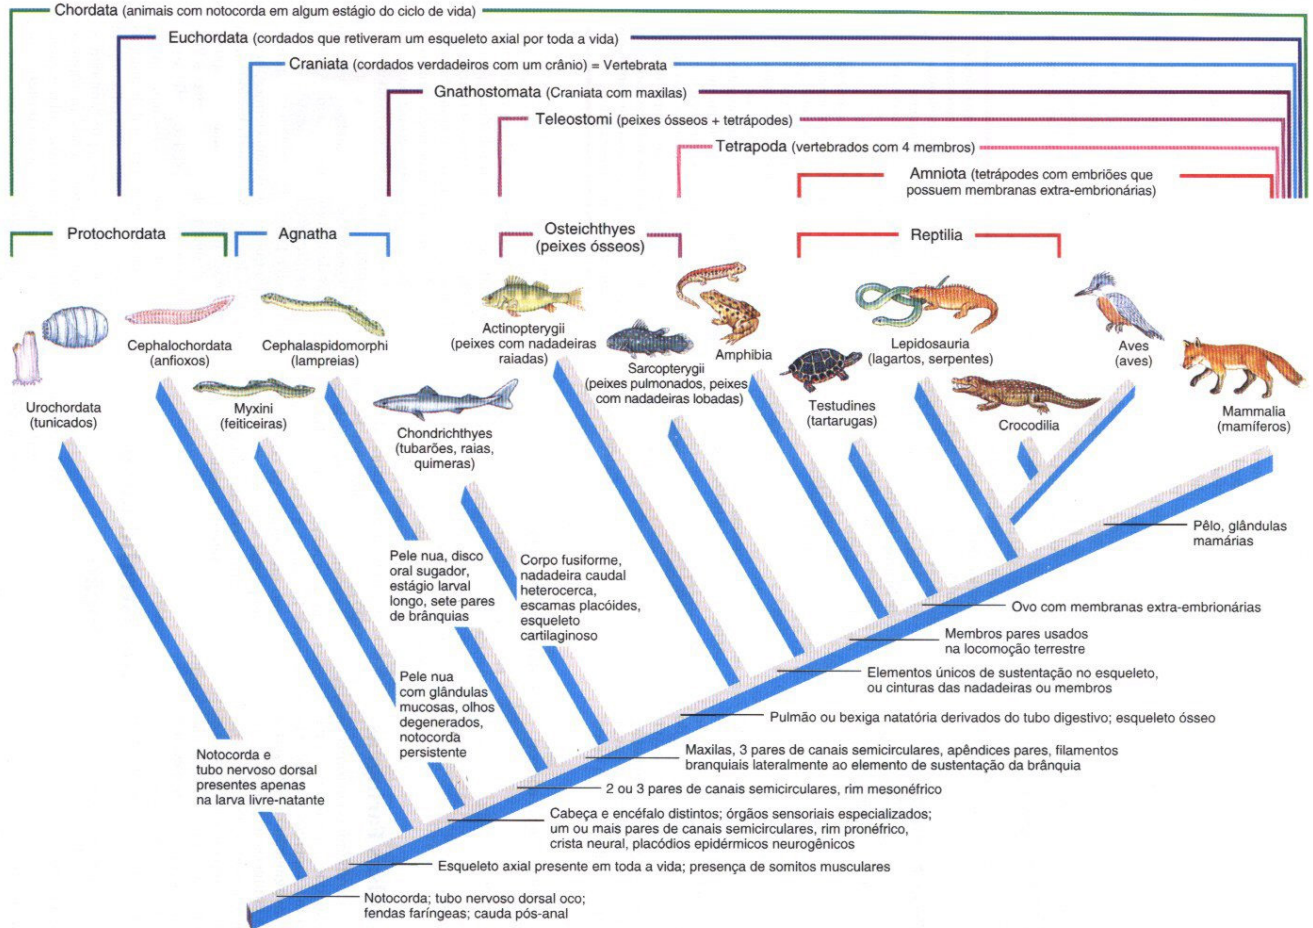 Chordata (animais com notocorda em algum estágio do ciclo de vida)
Euchordata (cordados que retiveram um esqueleto axial por toda a vida)
Craniata (cordados verdadeiros com um crânio) = Vertebrata
Gnathostomata (Craniata com maxilas)
Teleostomi (peixes ósseos + tetrápodes)
Tetrapoda (vertebrados com 4 membros)
Amniota (tetrápodes com embriões que
possuem membranas extra-embrionárias)
Protochordata
Agnatha
Osteichthyes
(peixes ósseos)
Reptilia
Urochordata
(tunicados)
Cephalochordata
(anfioxos)
Myxini
(feiticeiras)
Cephalaspidomorphi
(lampreias)
Chondrichthyes
(tubarões, raias,
quimeras)
Actinopterygii
(peixes com nadadeiras
raiadas)
Sarcopterygii
(peixes pulmonados, peixes
com nadadeiras lobadas)
Amphibia
Testudines
(tartarugas)
Lepidosauria
(lagartos, serpentes)
Crocodilia
Aves
(aves)
Mammalia
(mamíferos)
Pêlo, glândulas
mamárias
Pele nua, disco
oral sugador,
estágio larval
longo, sete pares
de brânquias
Corpo fusiforme,
nadadeira caudal
heterocerca,
escamas placóides,
esqueleto
cartilaginoso
Ovo com membranas extra-embrionárias
Membros pares usados
na locomoção terrestre
Pele nua
com glândulas
mucosas, olhos
degenerados,
notocorda
persistente
Elementos únicos de sustentação no esqueleto,
ou cinturas das nadadeiras ou membros
Pulmão ou bexiga natatória derivados do tubo digestivo; esqueleto ósseo
Notocorda e
tubo nervoso dorsal
presentes apenas
na larva livre-natante
Maxilas, 3 pares de canais semicirculares, apêndices pares, filamentos
branquiais lateralmente ao elemento de sustentação da brânquia
2 ou 3 pares de canais semicirculares, rim mesonéfrico
Cabeça e encéfalo distintos; órgãos sensoriais especializados;
um ou mais pares de canais semicirculares, rim pronéfrico,
crista neural, placódios epidérmicos neurogênicos
Esqueleto axial presente em toda a vida; presença de somitos musculares
Notocorda; tubo nervoso dorsal oco;
fendas faríngeas; cauda pós-anal